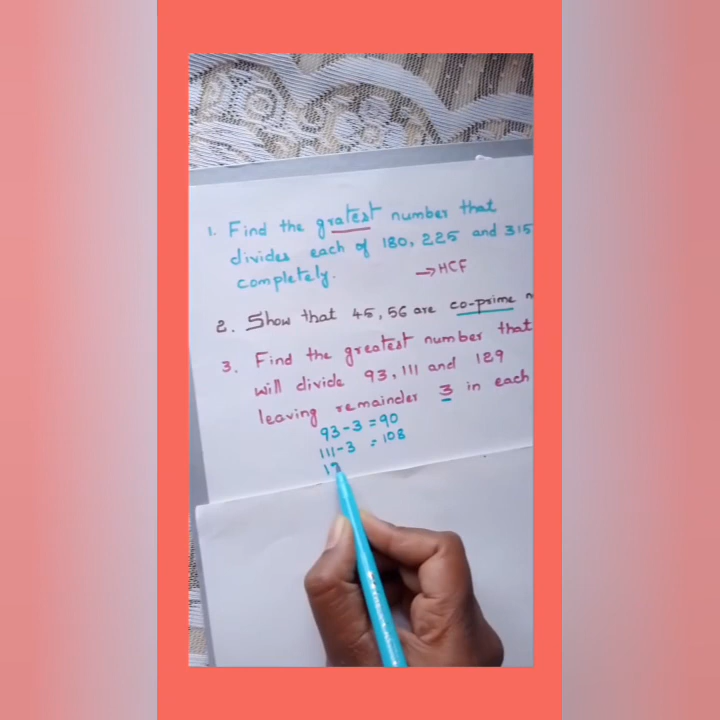 1. Find the gratest number that
divides each of 180, 225 and 315
completely. → HCF
2. Show that 45, 56 are co-prime
3. Find the greatest number that
will divide 93, 111 and 129
leaving remainder 3 in each
93 - 3 = 90
111 - 3 = 108
12